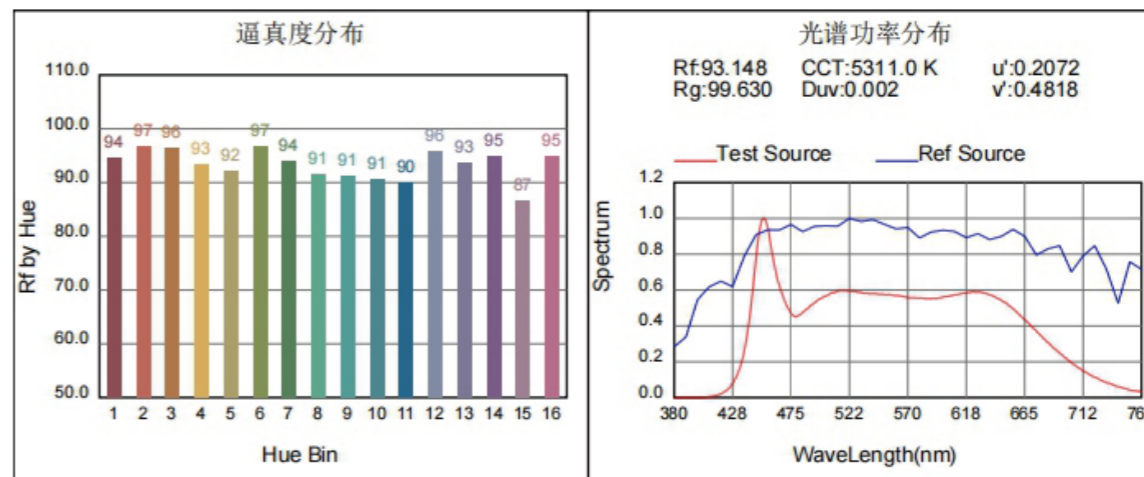 逼真度分布
110.0
100.0
90.0
80.0
70.0
60.0
50.0
Rf by Hue
94
97
96
93
92
97
94
91
91
91
90
96
93
95
87
95
1 2 3 4 5 6 7 8 9 10 11 12 13 14 15 16
Hue Bin
光谱功率分布
Rf:93.148 CCT:5311.0 K u':0.2072
Rg:99.630 Duv:0.002 v':0.4818
Test Source Ref Source
1.2
1.0
0.8
0.6
0.4
0.2
0.0
Spectrum
380 428 475 522 570 618 665 712 76
WaveLength(nm)